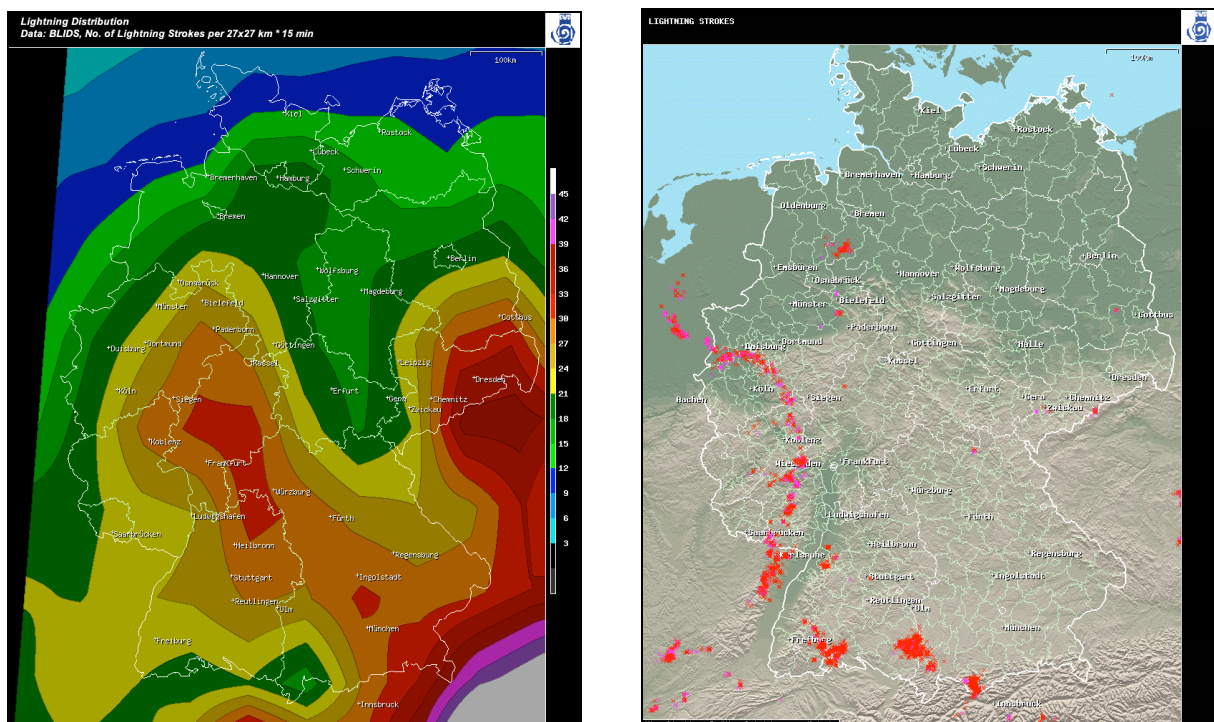 Lightning Distribution
Data: BLIDS, No. of Lightning Strokes per 27x27 km * 15 min
DWD
100km
Kiel
Rostock
Lübeck
Schwerin
Bremerhaven
Hamburg
Bremen
Berlin
Hannover
Wolfsburg
Osnabrück
Magdeburg
Münster
Bielefeld
Salzgitter
Cottbus
Paderborn
Duisburg
Dortmund
Göttingen
Kassel
Leipzig
Dresden
Köln
Siegen
Erfurt
Gera
Chemnitz
Zwickau
Koblenz
Frankfurt
Würzburg
Ludwigshafen
Fürth
Saarbrücken
Heilbronn
Regensburg
Stuttgart
Ingolstadt
Reutlingen
Ulm
München
Freiburg
Innsbruck
45
42
39
36
33
30
27
24
21
18
15
12
9
6
3
LIGHTNING STROKES
DWD
100km
Kiel
Rostock
Lübeck
Schwerin
Bremerhaven
Hamburg
Oldenburg
Bremen
Berlin
Ensbüren
Hannover
Wolfsburg
Osnabrück
Magdeburg
Münster
Bielefeld
Salzgitter
Cottbus
Paderborn
Duisburg
Dortmund
Göttingen
Halle
Kassel
Dresden
Köln
Aachen
Siegen
Erfurt
Gera
Chemnitz
Zwickau
Koblenz
Wiesbaden
Frankfurt
Würzburg
Ludwigshafen
Fürth
Saarbrücken
Karlsruhe
Heilbronn
Regensburg
Stuttgart
Ingolstadt
Reutlingen
Ulm
München
Freiburg
Innsbruck